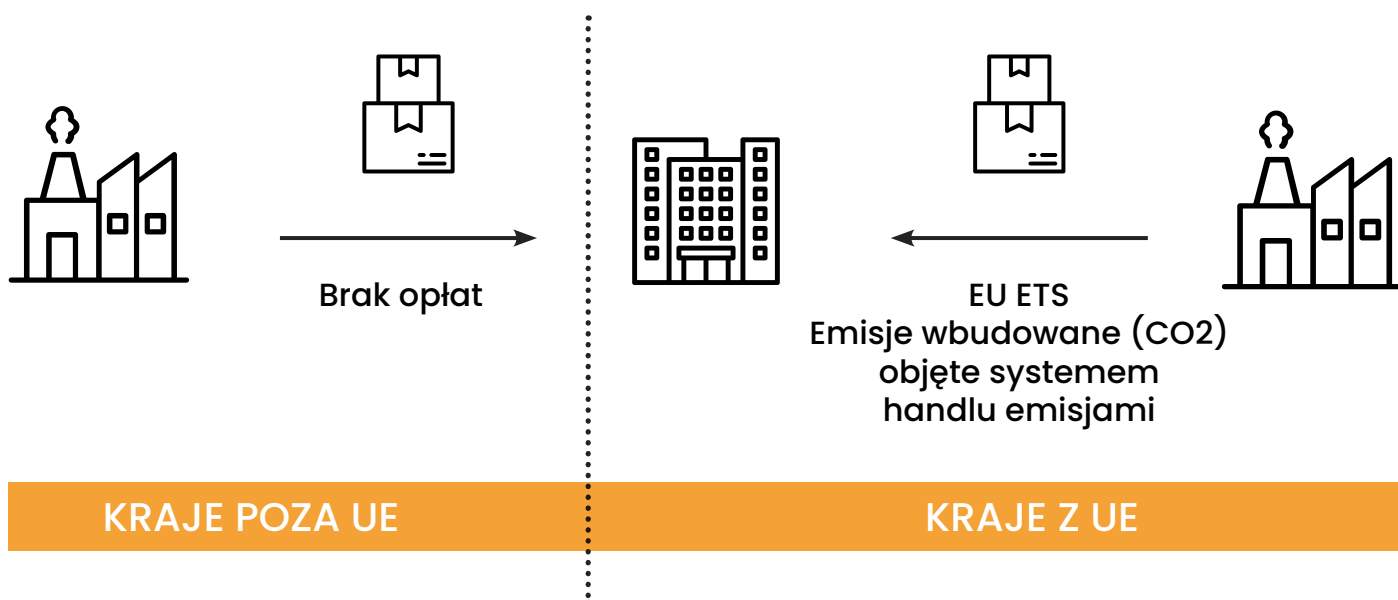 Brak opłat
EU ETS
Emisje wbudowane (CO2)
objęte systemem
handlu emisjami
KRAJE POZA UE
KRAJE Z UE